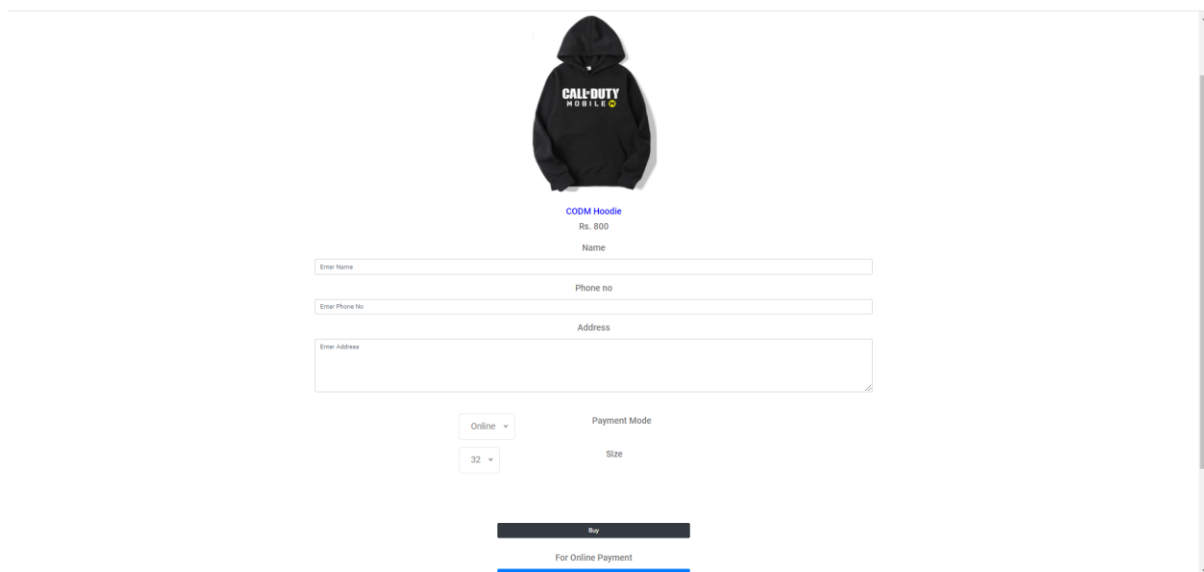 CALL OF DUTY
MOBILE
CODM Hoodie
Rs. 800
Name
Enter Name
Phone no
Enter Phone No
Address
Enter Address
Online
Payment Mode
32
Size
Buy
For Online Payment